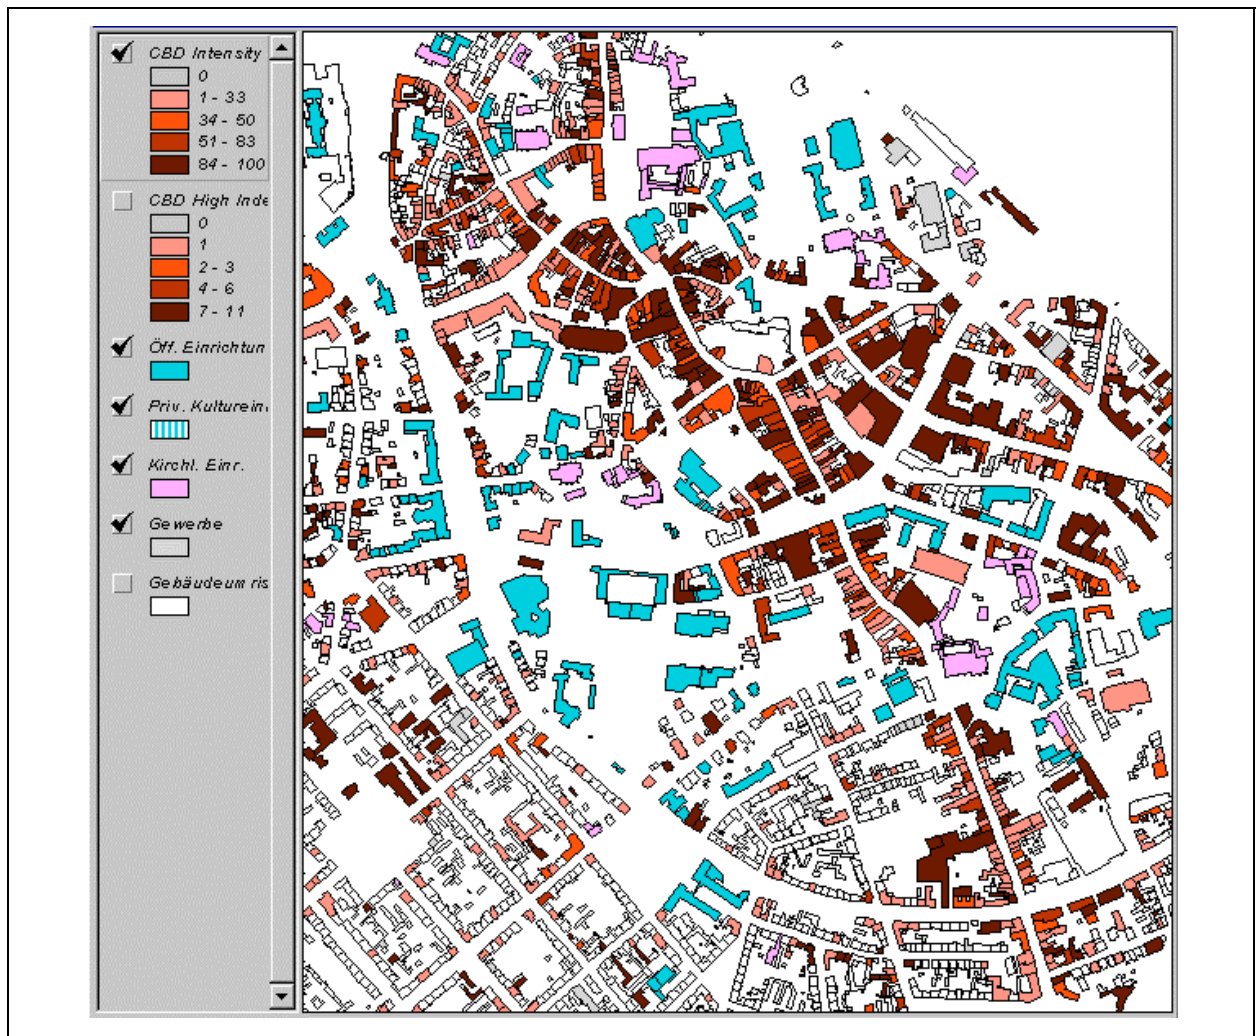 CBD Intensity
0
1 - 33
34 - 50
51 - 83
84 - 100
CBD High Inde
0
1
2 - 3
4 - 6
7 - 11
Öff. Einrichtun
Priv. Kulturein
Kirchl. Einr.
Gewerbe
Gebäudeum ris